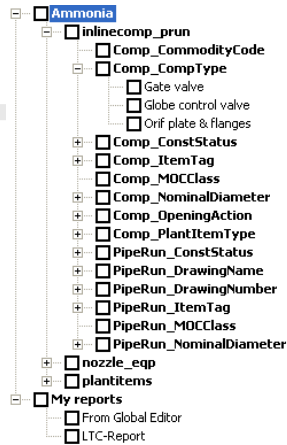 Ammonia
inlinecomp_prun
Comp_CommodityCode
Comp_CompType
Gate valve
Globe control valve
Orif plate & flanges
Comp_ConstStatus
Comp_ItemTag
Comp_MOCClass
Comp_NominalDiameter
Comp_OpeningAction
Comp_PlantItemType
PipeRun_ConstStatus
PipeRun_DrawingName
PipeRun_DrawingNumber
PipeRun_ItemTag
PipeRun_MOCClass
PipeRun_NominalDiameter
nozzle_eqp
plantitems
My reports
From Global Editor
LTC-Report